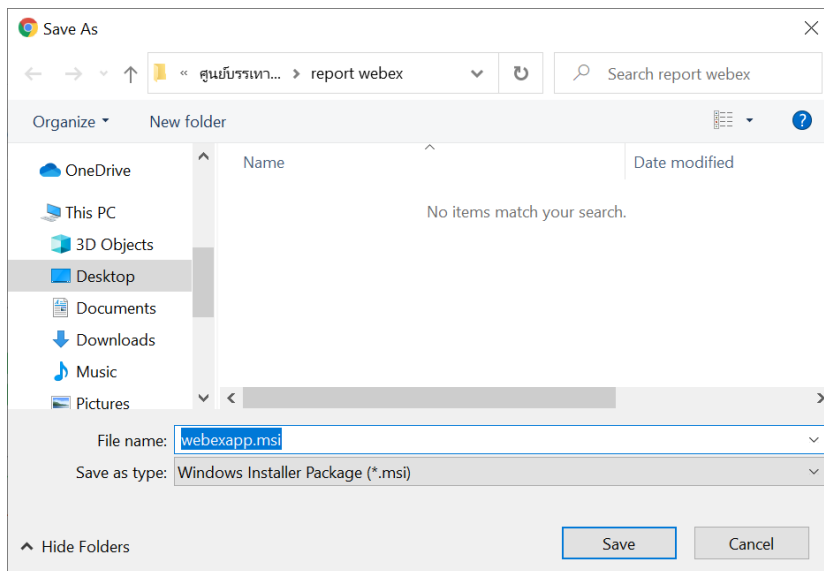 Save As
« ศูนย์บรรเทา... > report webex
Search report webex
Organize
New folder
OneDrive
This PC
3D Objects
Desktop
Documents
Downloads
Music
Pictures
Name
Date modified
No items match your search.
File name: webexapp.msi
Save as type: Windows Installer Package (*.msi)
Hide Folders
Save
Cancel